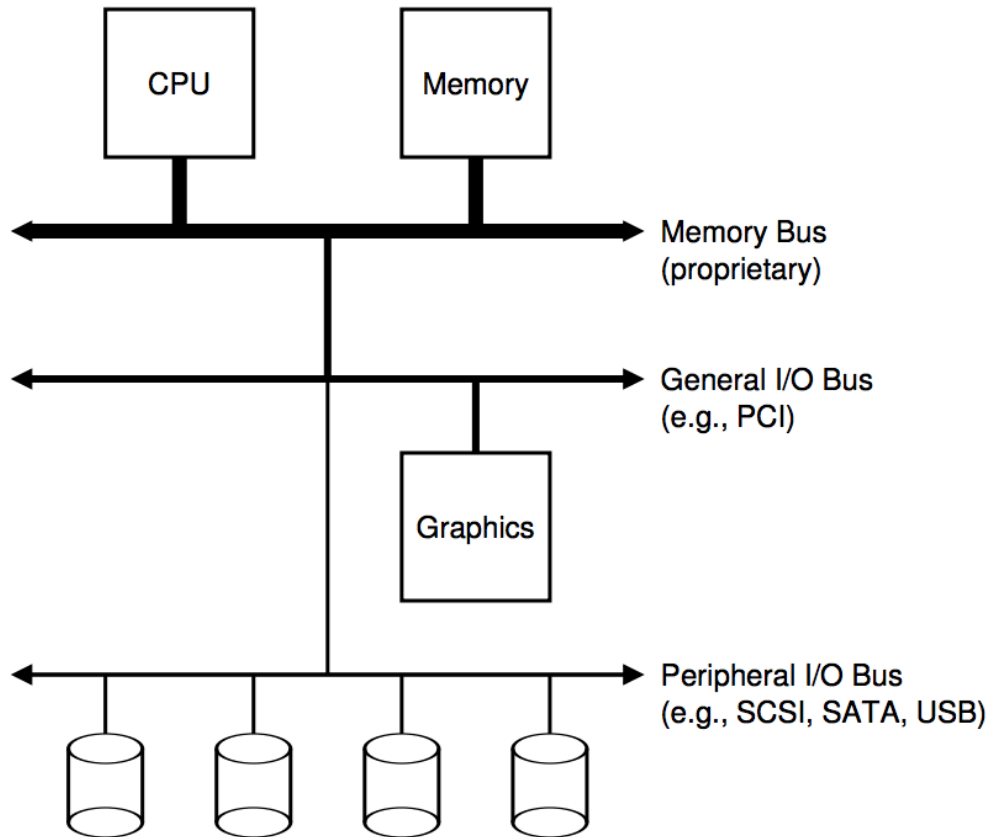 CPU
Memory
Memory Bus
(proprietary)
General I/O Bus
(e.g., PCI)
Graphics
Peripheral I/O Bus
(e.g., SCSI, SATA, USB)